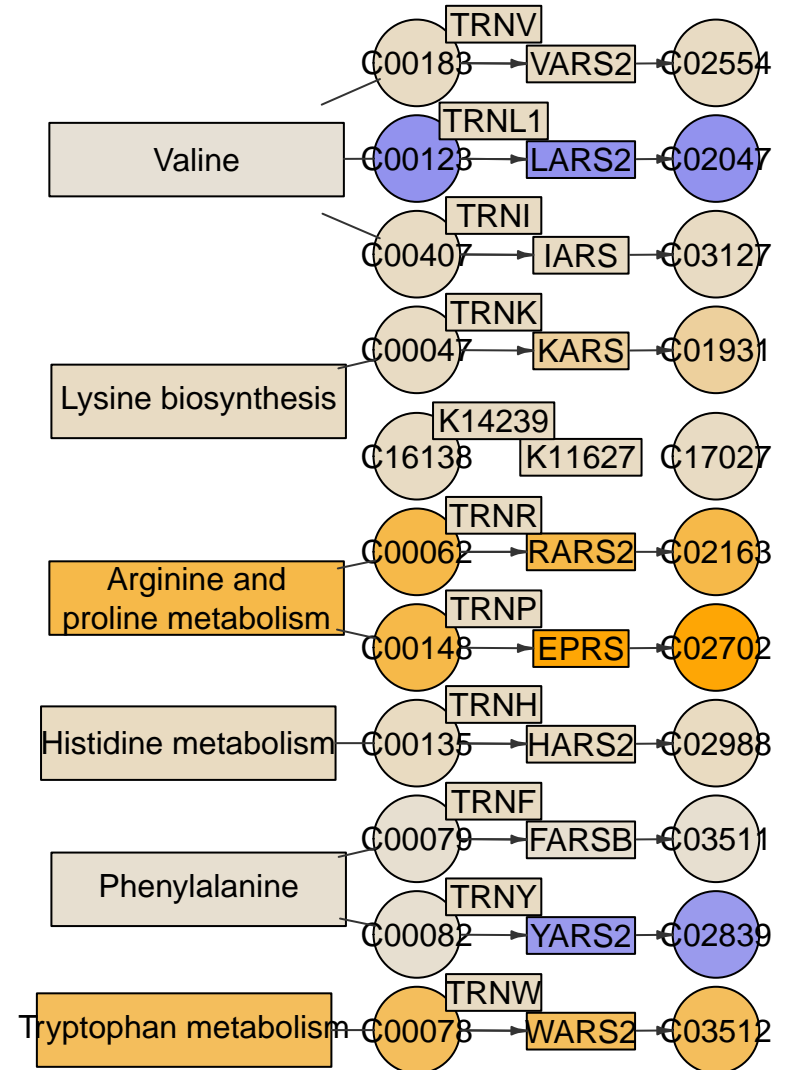 TRNV
C00183 VARS2 C02554
TRNL1
Valine C00123 LARS2 C02047
TRNI
C00407 IARS C03127
TRNK
C00047 KARS C01931
Lysine biosynthesis
K14239
C16138 K11627 C17027
TRNR
C00062 RARS2 C02163
Arginine and
proline metabolism
TRNP
C00148 EPRS C02702
TRNH
Histidine metabolism C00135 HARS2 C02988
TRNF
C00079 FARSB C03511
Phenylalanine
TRNY
C00082 YARS2 C02839
TRNW
Tryptophan metabolism C00078 WARS2 C03512